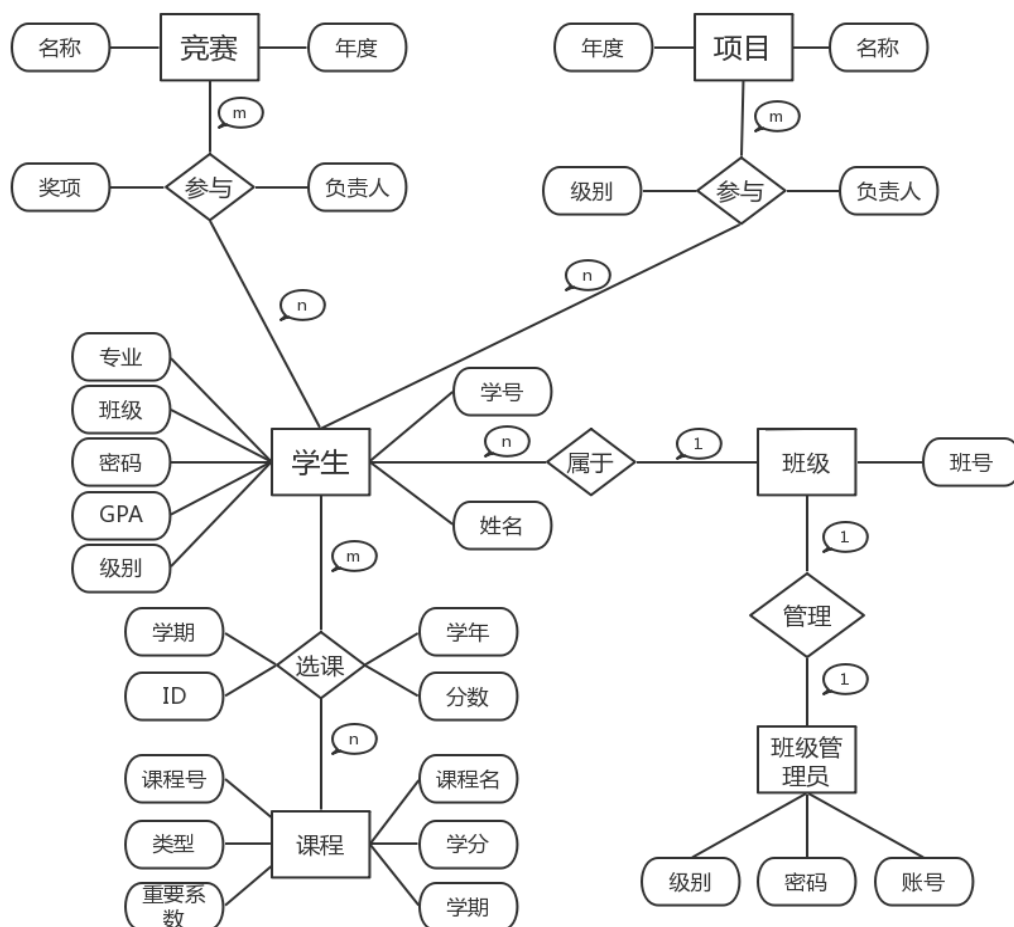 名称
竞赛
年度
年度
项目
名称
m
m
奖项
参与
负责人
级别
参与
负责人
n
n
专业
班级
密码
GPA
级别
学生
学号
姓名
n
属于
1
班级
班号
m
1
学期
ID
选课
学年
分数
管理
n
1
课程号
类型
重要系
数
课程
课程名
学分
学期
班级管
理员
级别
密码
账号